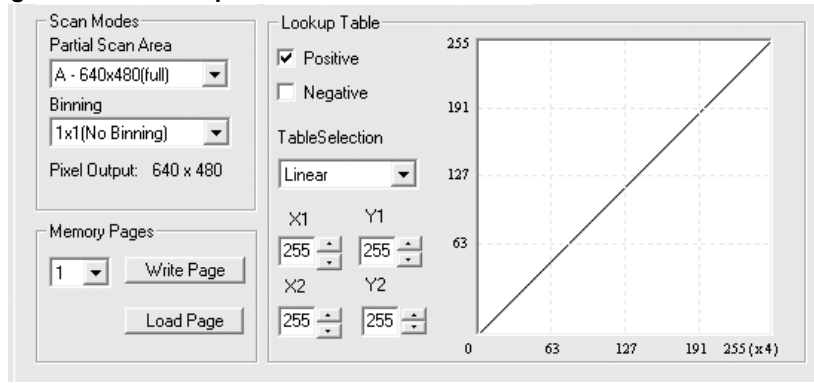 Scan Modes
Partial Scan Area
A - 640x480(full)
Binning
1x1(No Binning)
Pixel Output: 640 x 480
Memory Pages
1
Write Page
Load Page
Lookup Table
Positive
Negative
TableSelection
Linear
X1 Y1
255 255
X2 Y2
255 255
255
191
127
63
0 63 127 191 255(x4)